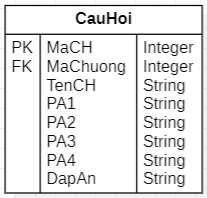 CauHoi
PK MaCH Integer
FK MaChuong Integer
TenCH String
PA1 String
PA2 String
PA3 String
PA4 String
DapAn String